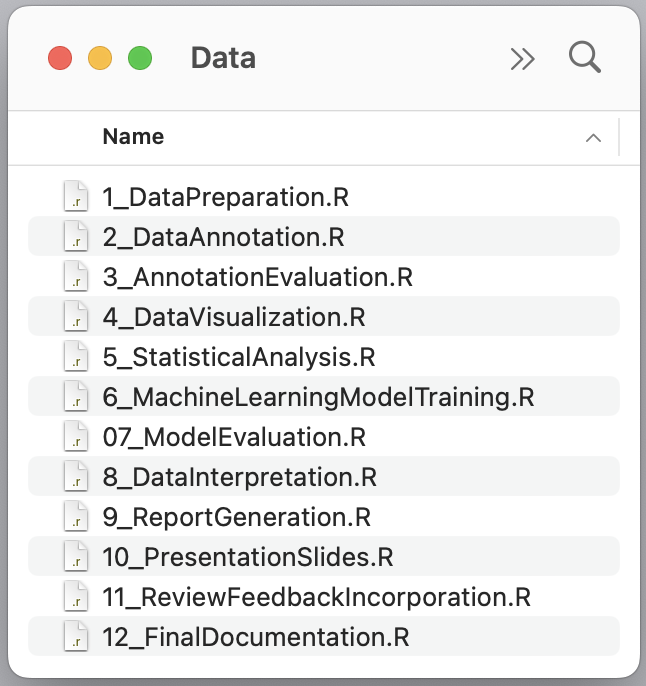 Data
Name
1_DataPreparation.R
2_DataAnnotation.R
3_AnnotationEvaluation.R
4_DataVisualization.R
5_StatisticalAnalysis.R
6_MachineLearningModelTraining.R
07_ModelEvaluation.R
8_DataInterpretation.R
9_ReportGeneration.R
10_PresentationSlides.R
11_ReviewFeedbackIncorporation.R
12_FinalDocumentation.R